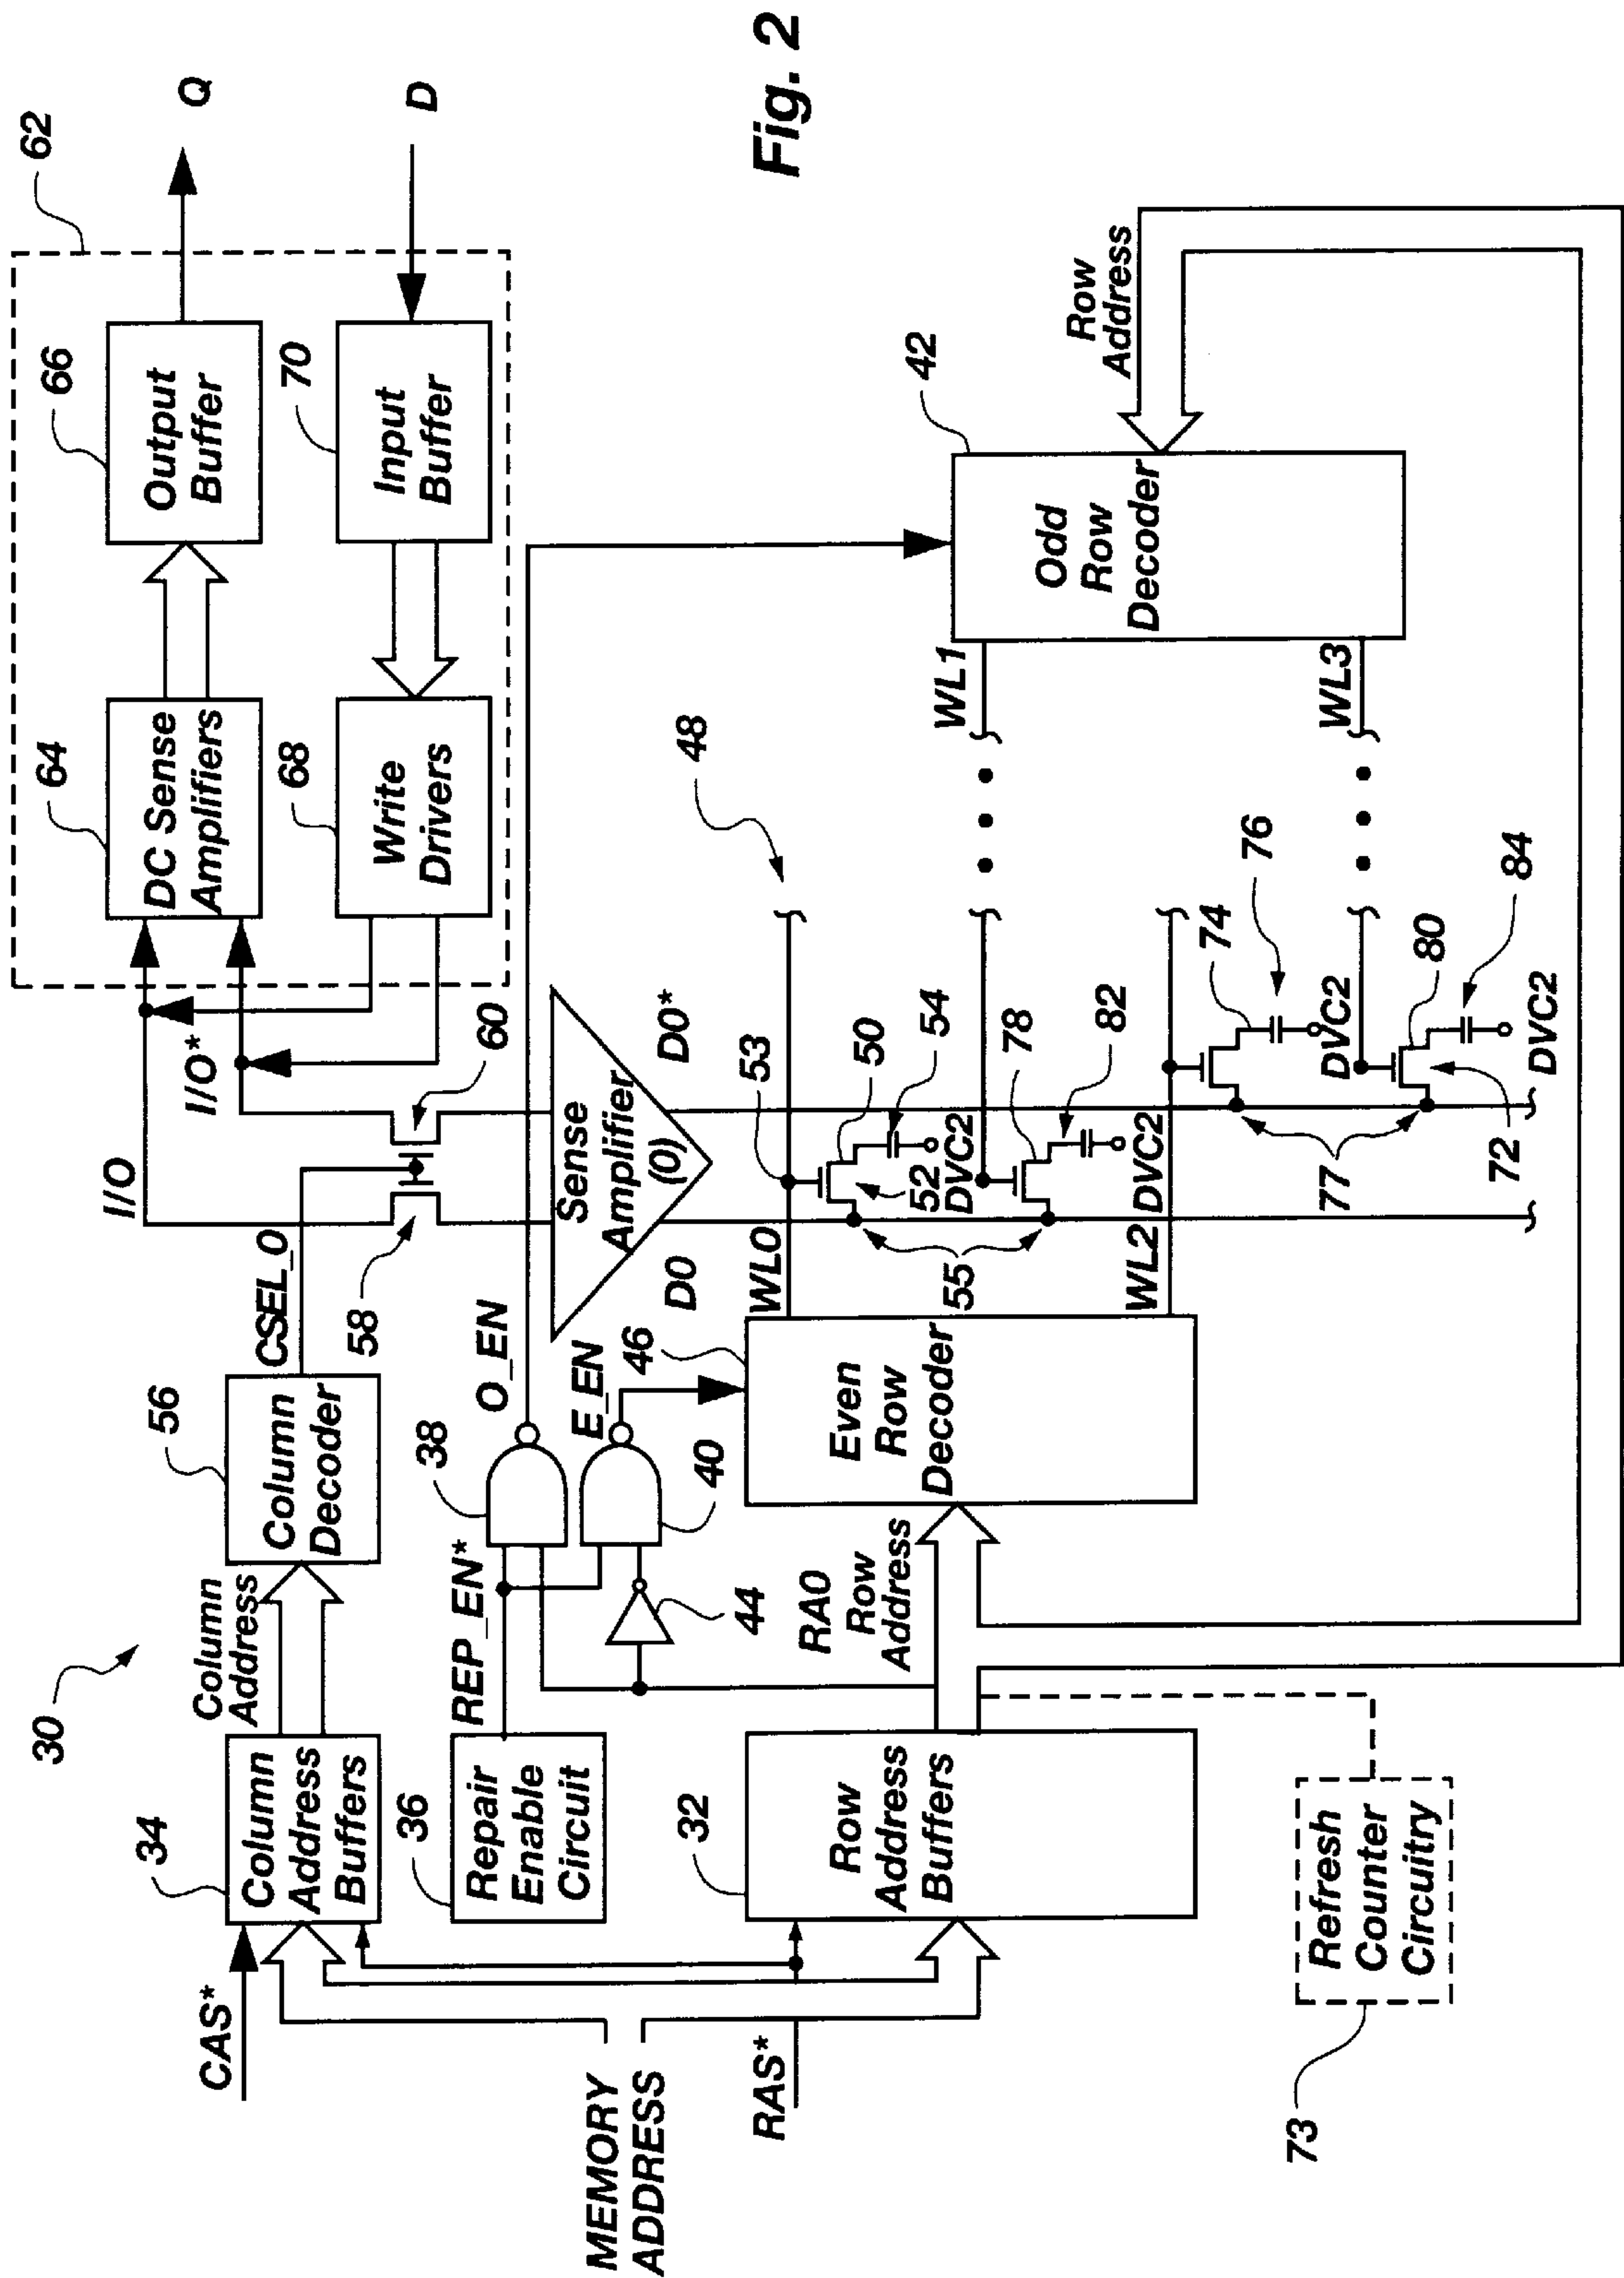 30
34
CAS*
Column
Address
Buffers
Column
Address
56
Column
Decoder
CSEL_0
I/O
I/O*
58
60
62
64
DC Sense
Amplifiers
66
Output
Buffer
Q
68
Write
Drivers
70
Input
Buffer
D
36
Repair
Enable
Circuit
REP_EN*
38
O_EN
E_EN
40
44
46
Sense
Amplifier
(0)
D0
D0*
MEMORY
ADDRESS
RAS*
32
Row
Address
Buffers
RA0
Row
Address
Even
Row
Decoder
WL0
53
50
52
54
DVC2
55
78
82
DVC2
48
WL1
WL2
74
76
DVC2
77
80
84
72
DVC2
WL3
42
Odd
Row
Decoder
Row
Address
73
Refresh
Counter
Circuitry
Fig. 2